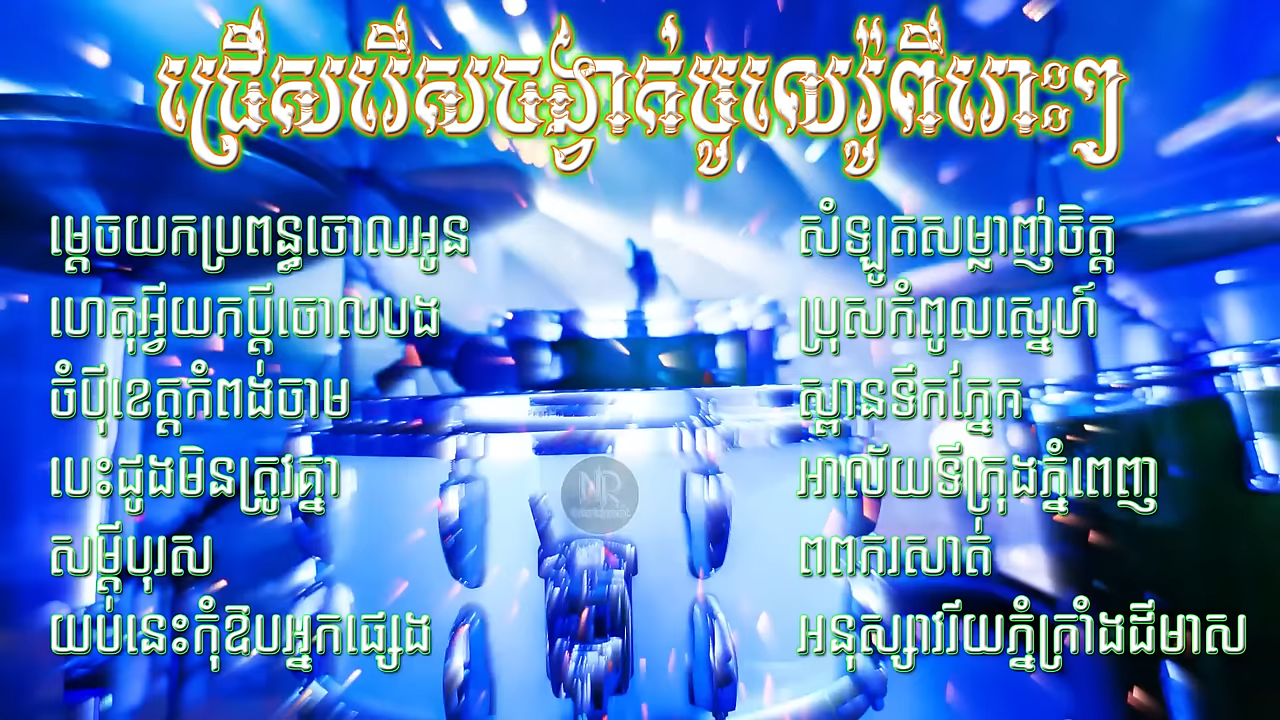 ជ្រើសរើសចង្វាក់បូលេរ៉ូពីរោះៗ
ម្ដេចយកប្រពន្ធចោលអូន
ហេតុអ្វីយកប្ដីចោលបង
ចំប៉ីខេត្តកំពង់ចាម
បេះដូងមិនត្រូវគ្នា
សម្ដីបុរស
យប់នេះកុំឱបអ្នកផ្សេង
សំឡូតសម្លាញ់ចិត្ត
ប្រុសកំពូលស្នេហ៍
ស្ពានទឹកភ្នែក
អាល័យទីក្រុងភ្នំពេញ
ពពករសាត់
អនុស្សាវរីយភ្នំក្រាំងដីមាស
NR